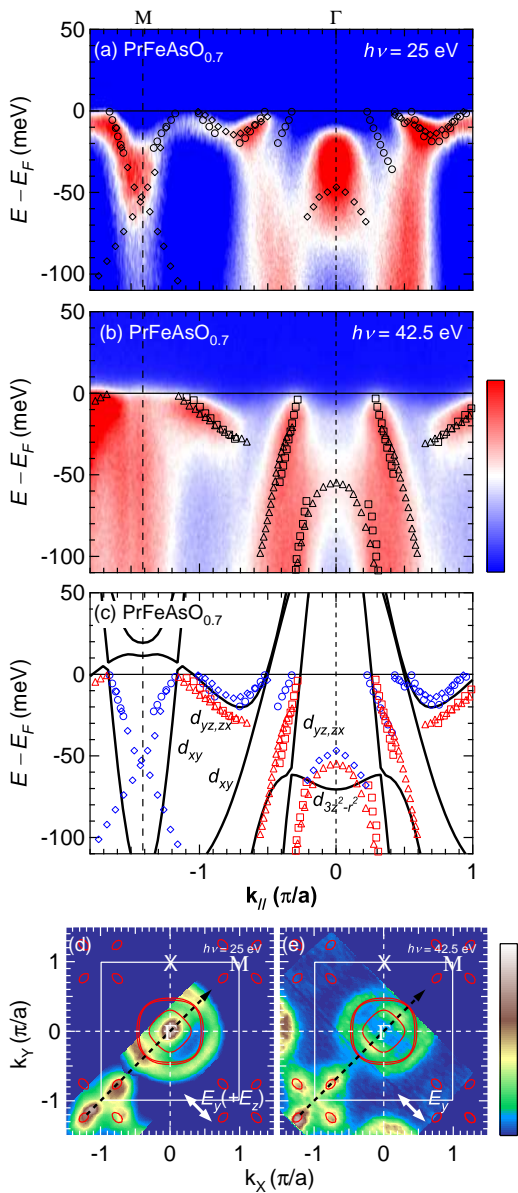 M Γ
50
(a) PrFeAsO0.7 hν = 25 eV
0
-50
-100
E − EF (meV)
50
(b) PrFeAsO0.7 hν = 42.5 eV
0
-50
-100
E − EF (meV)
50
(c) PrFeAsO0.7
0
-50
-100
E − EF (meV)
dyz,zx
dyz,zx
dxy
dxy
d3z²-r²
-1 0 1
k// (π/a)
(d) hν = 25 eV
X M
Γ
Ey(+Ez)
1
0
-1
kY (π/a)
-1 0 1
(e) hν = 42.5 eV
X M
Γ
Ey
-1 0 1
kX (π/a)